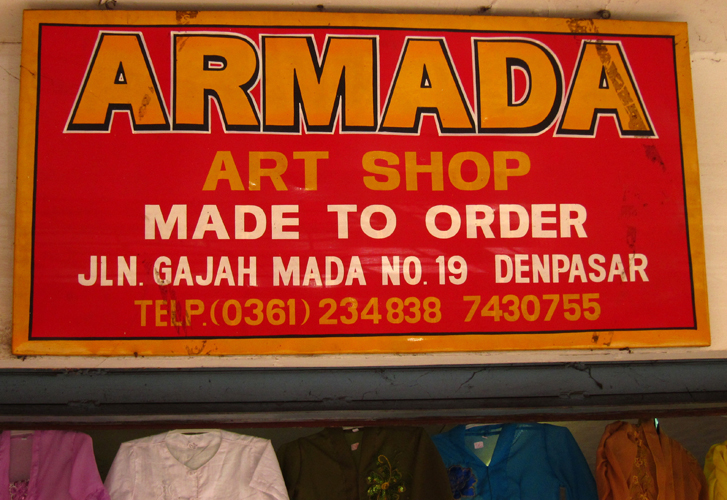 ARMADA
ART SHOP
MADE TO ORDER
JLN. GAJAH MADA NO. 19 DENPASAR
TELP. (0361) 234838 7430755